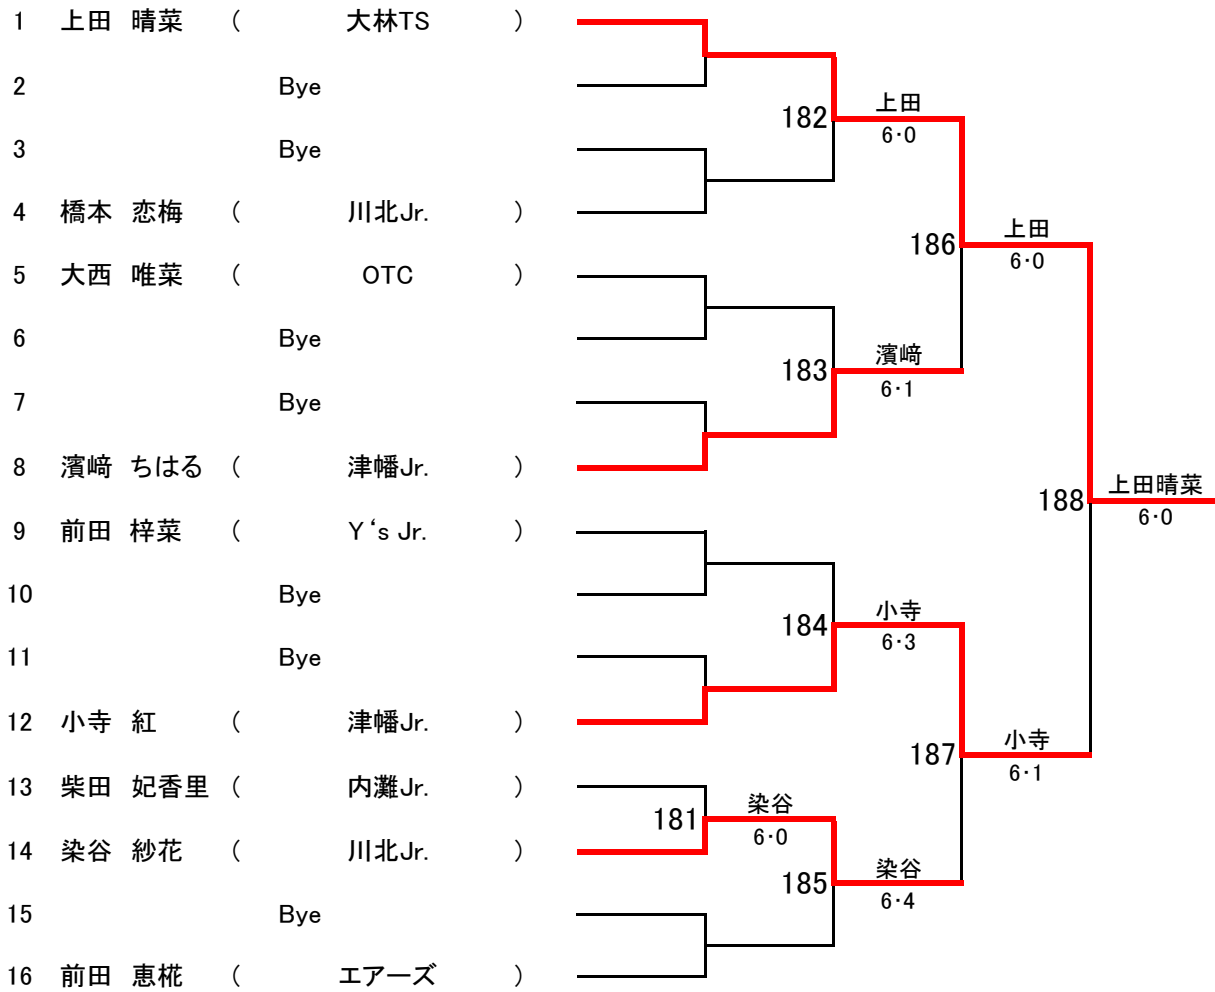 1 上田 晴菜 ( 大林TS )
2 Bye
182 上田
6・0
3 Bye
4 橋本 恋梅 ( 川北Jr. )
186 上田
6・0
5 大西 唯菜 ( OTC )
6 Bye
183 濱﨑
6・1
7 Bye
8 濱﨑 ちはる ( 津幡Jr. )
188 上田晴菜
6・0
9 前田 梓菜 ( Y‘s Jr. )
10 Bye
184 小寺
6・3
11 Bye
12 小寺 紅 ( 津幡Jr. )
187 小寺
6・1
13 柴田 妃香里 ( 内灘Jr. )
181 染谷
6・0
14 染谷 紗花 ( 川北Jr. )
185 染谷
6・4
15 Bye
16 前田 恵椛 ( エアーズ )